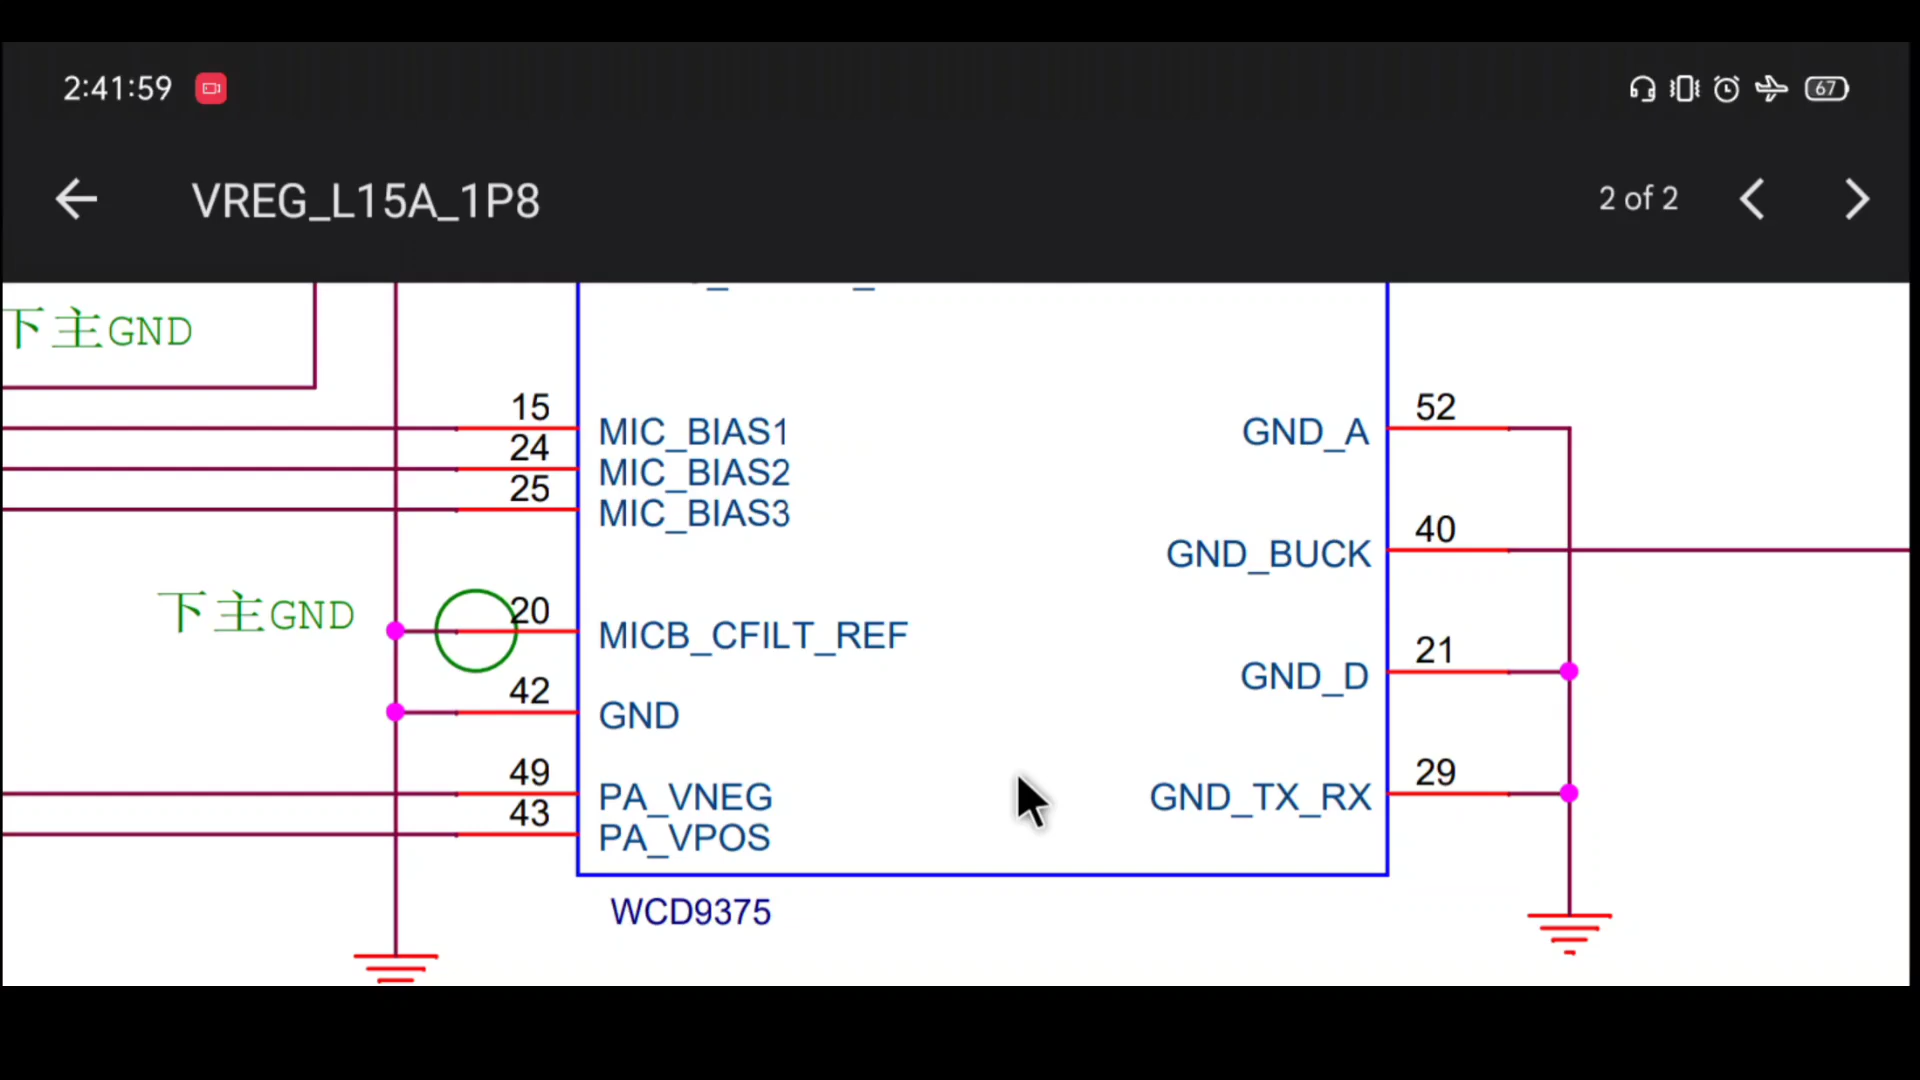 2:41:59
67
VREG_L15A_1P8
2 of 2
下主GND
15
MIC_BIAS1
24
MIC_BIAS2
25
MIC_BIAS3
下主GND
20
MICB_CFILT_REF
42
GND
49
PA_VNEG
43
PA_VPOS
GND_A
52
GND_BUCK
40
GND_D
21
GND_TX_RX
29
WCD9375